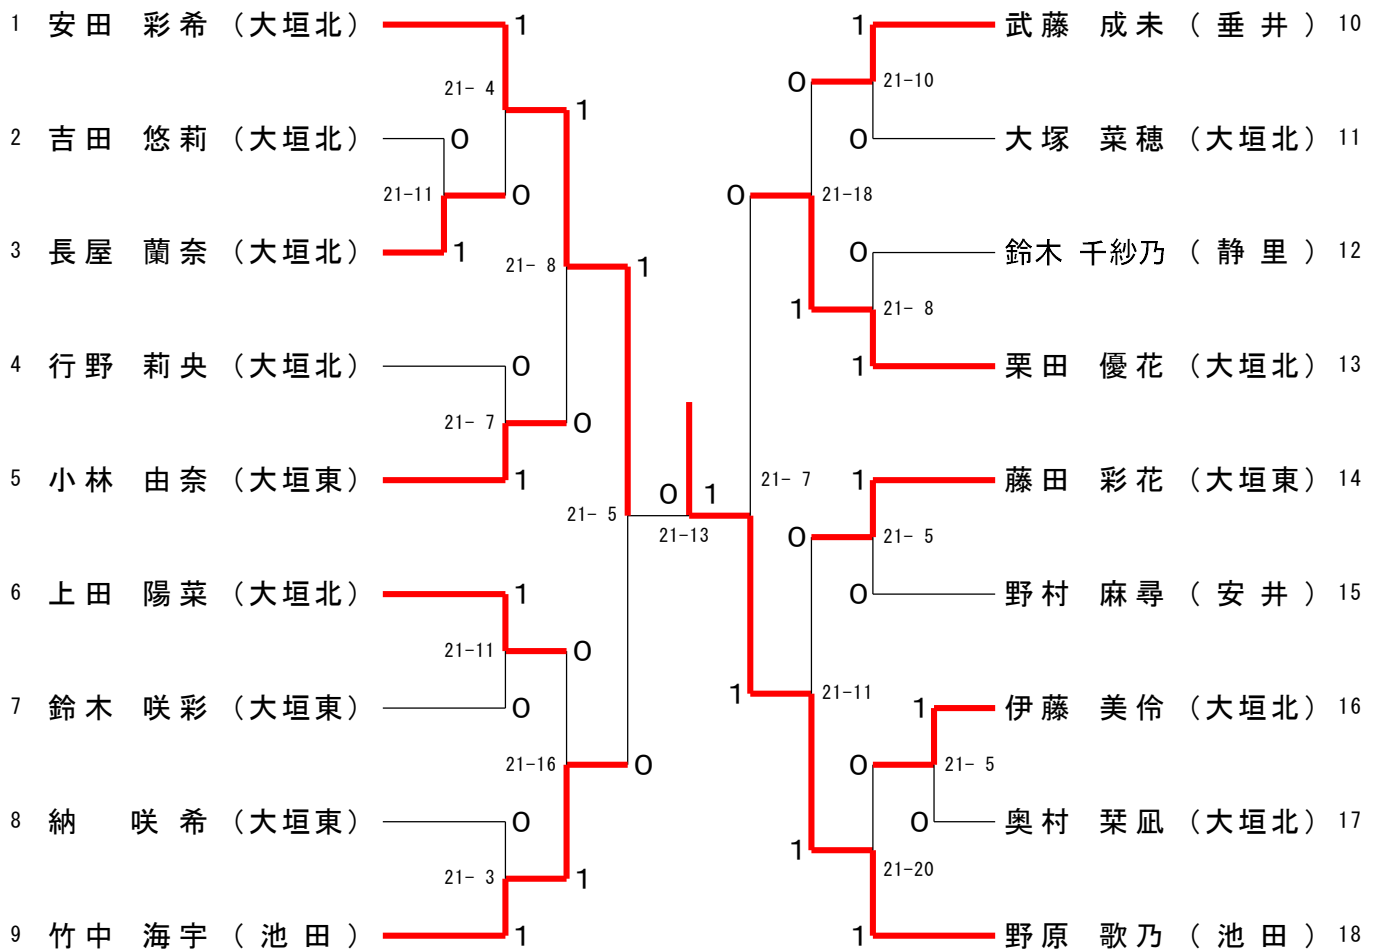 1 安田 彩希 (大垣北) 1 1 武藤 成未 (垂井) 10
21- 4 0 21-10
1
2 吉田 悠莉 (大垣北) 0 0 大塚 菜穂 (大垣北) 11
21-11 0 0 21-18
3 長屋 蘭奈 (大垣北) 1 0 鈴木 千紗乃 (静里) 12
21- 8 1
1 21- 8
4 行野 莉央 (大垣北) 0 1 栗田 優花 (大垣北) 13
21- 7 0
5 小林 由奈 (大垣東) 1 0 1 21- 7 1 藤田 彩花 (大垣東) 14
21- 5 21-13 0 21- 5
6 上田 陽菜 (大垣北) 1 0 野村 麻尋 (安井) 15
21-11 0
1 21-11
7 鈴木 咲彩 (大垣東) 0 1 伊藤 美伶 (大垣北) 16
21-16 0 0 21- 5
8 納 咲希 (大垣東) 0 0 奥村 栞凪 (大垣北) 17
1 21-20
21- 3 1
9 竹中 海宇 (池田) 1 1 野原 歌乃 (池田) 18